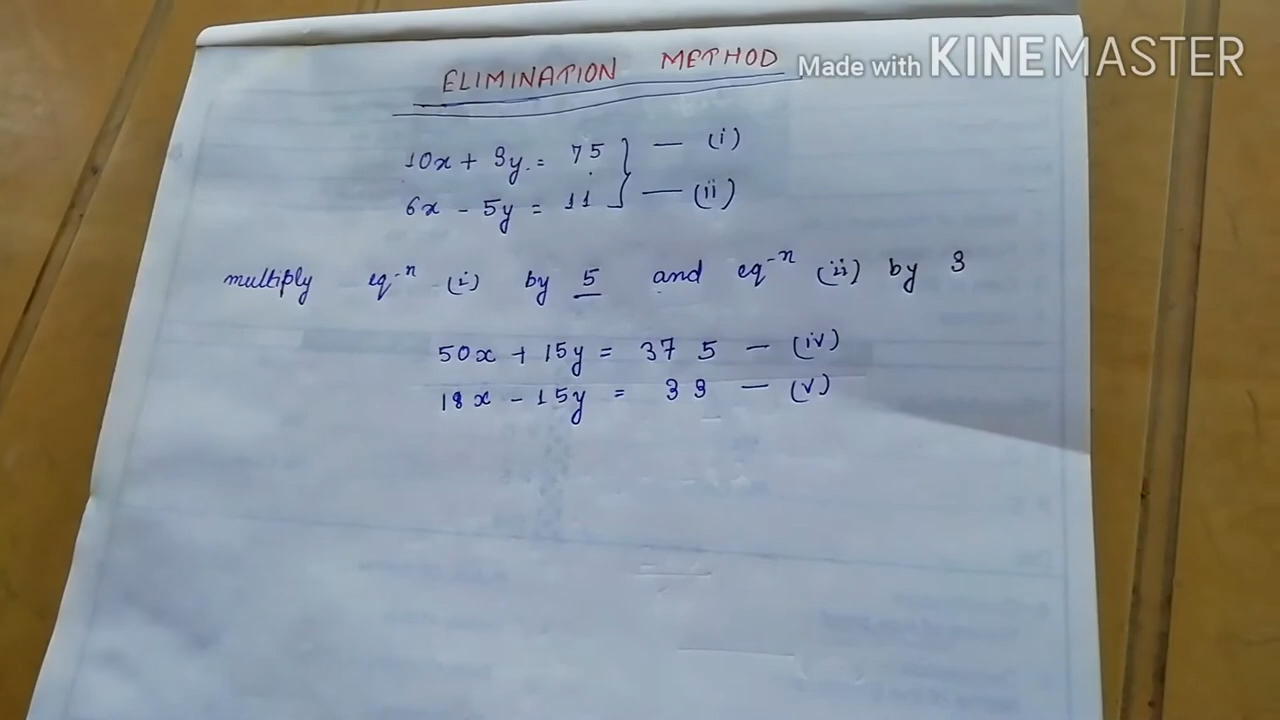 ELIMINATION METHOD
Made with KINEMASTER
10x + 3y = 75 } — (i)
6x - 5y = 11 } — (ii)
multiply eq-n (i) by 5 and eq-n (ii) by 3
50x + 15y = 375 — (iv)
18x - 15y = 33 — (v)